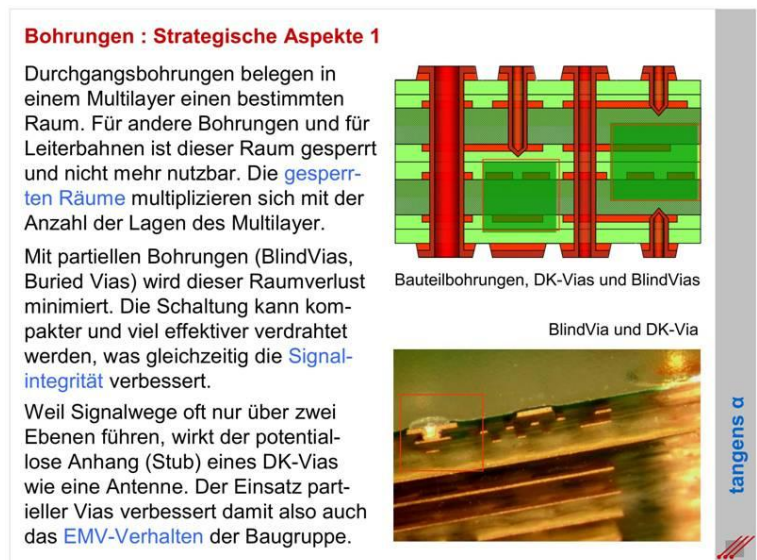 Bohrungen : Strategische Aspekte 1
Durchgangsbohrungen belegen in
einem Multilayer einen bestimmten
Raum. Für andere Bohrungen und für
Leiterbahnen ist dieser Raum gesperrt
und nicht mehr nutzbar. Die gesperr-
ten Räume multiplizieren sich mit der
Anzahl der Lagen des Multilayer.
Mit partiellen Bohrungen (BlindVias,
Buried Vias) wird dieser Raumverlust
minimiert. Die Schaltung kann kom-
pakter und viel effektiver verdrahtet
werden, was gleichzeitig die Signal-
integrität verbessert.
Weil Signalwege oft nur über zwei
Ebenen führen, wirkt der potential-
lose Anhang (Stub) eines DK-Vias
wie eine Antenne. Der Einsatz part-
ieller Vias verbessert damit also auch
das EMV-Verhalten der Baugruppe.
Bauteilbohrungen, DK-Vias und BlindVias
BlindVia und DK-Via
tangens α